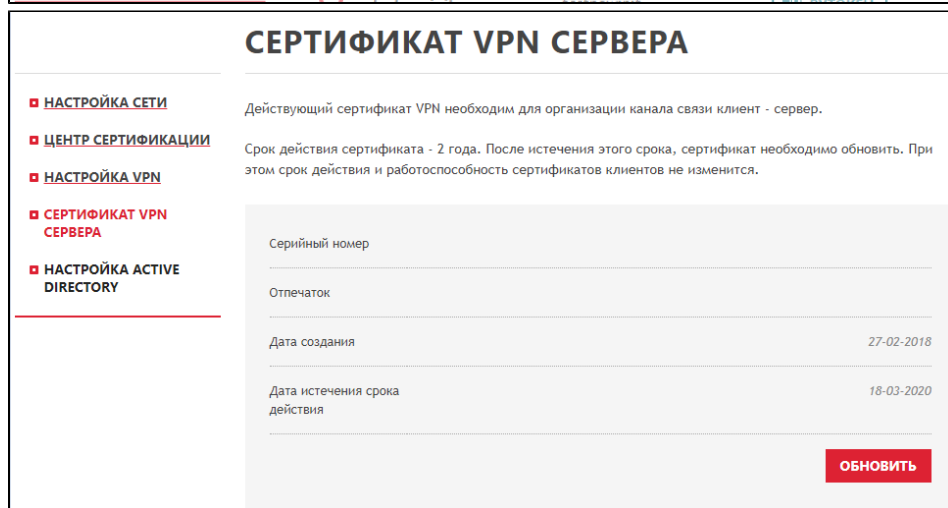 СЕРТИФИКАТ VPN СЕРВЕРА
НАСТРОЙКА СЕТИ
ЦЕНТР СЕРТИФИКАЦИИ
НАСТРОЙКА VPN
СЕРТИФИКАТ VPN
СЕРВЕРА
НАСТРОЙКА ACTIVE
DIRECTORY
Действующий сертификат VPN необходим для организации канала связи клиент - сервер.
Срок действия сертификата - 2 года. После истечения этого срока, сертификат необходимо обновить. При
этом срок действия и работоспособность сертификатов клиентов не изменится.
Серийный номер
Отпечаток
Дата создания 27-02-2018
Дата истечения срока 18-03-2020
действия
ОБНОВИТЬ